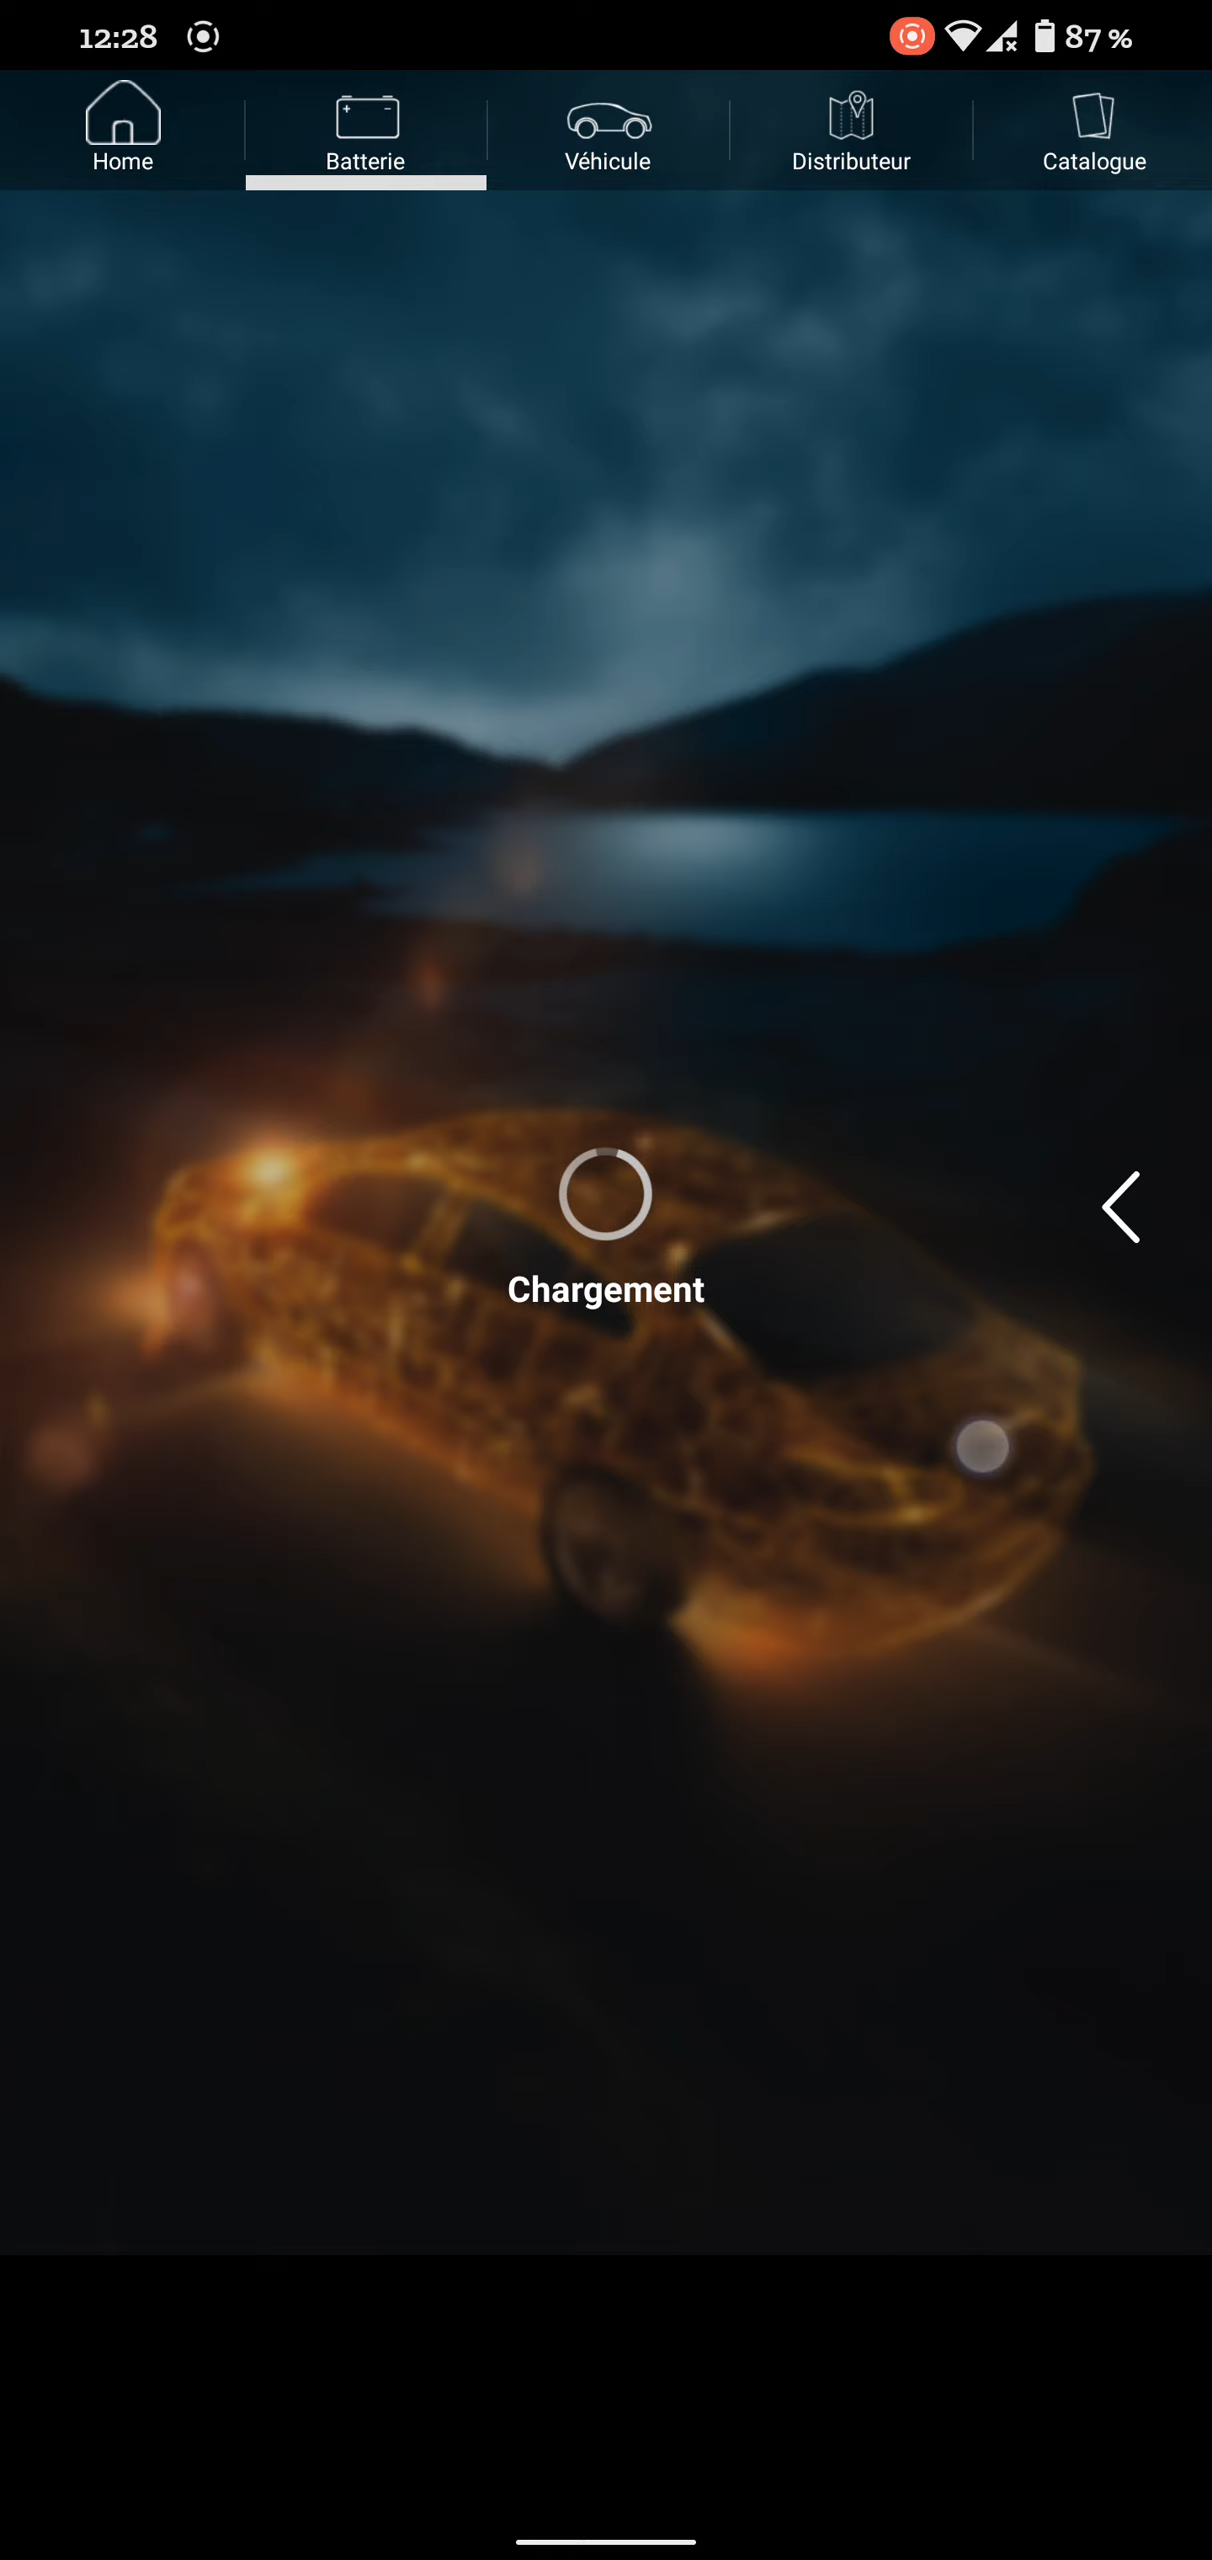 12:28
87 %
Home
Batterie
Véhicule
Distributeur
Catalogue
Chargement